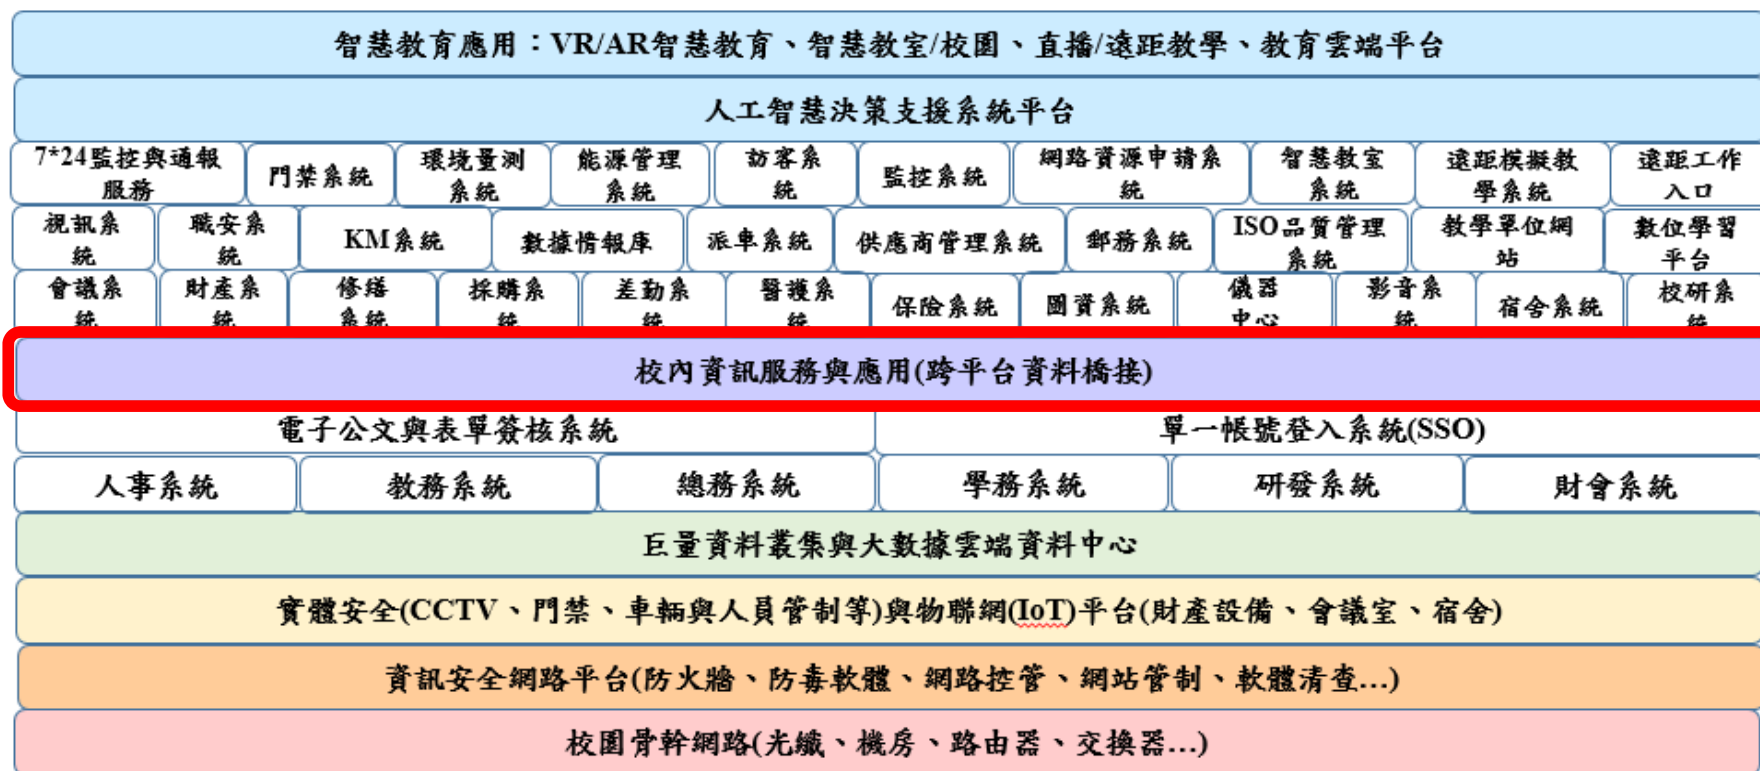 智慧教育應用：VR/AR智慧教育、智慧教室/校園、直播/遠距教學、教育雲端平台
人工智慧決策支援系統平台
7*24監控與通報
服務
門禁系統
環境量測
系統
能源管理
系統
訪客系
統
監控系統
網路資源申請系
統
智慧教室
系統
遠距模擬教
學系統
遠距工作
入口
視訊系
統
職安系
統
KM系統
數據情報庫
派車系統
供應商管理系統
郵務系統
ISO品質管理
系統
教學單位網
站
數位學習
平台
會議系
統
財產系
統
修繕
系統
採購系
統
差勤系
統
醫護系
統
保險系統
圖資系統
儀器
中心
影音系
統
宿舍系統
校研系
統
校內資訊服務與應用(跨平台資料橋接)
電子公文與表單簽核系統
單一帳號登入系統(SSO)
人事系統
教務系統
總務系統
學務系統
研發系統
財會系統
巨量資料叢集與大數據雲端資料中心
實體安全(CCTV、門禁、車輛與人員管制等)與物聯網(IoT)平台(財產設備、會議室、宿舍)
資訊安全網路平台(防火牆、防毒軟體、網路控管、網站管制、軟體清查...)
校園骨幹網路(光纖、機房、路由器、交換器...)